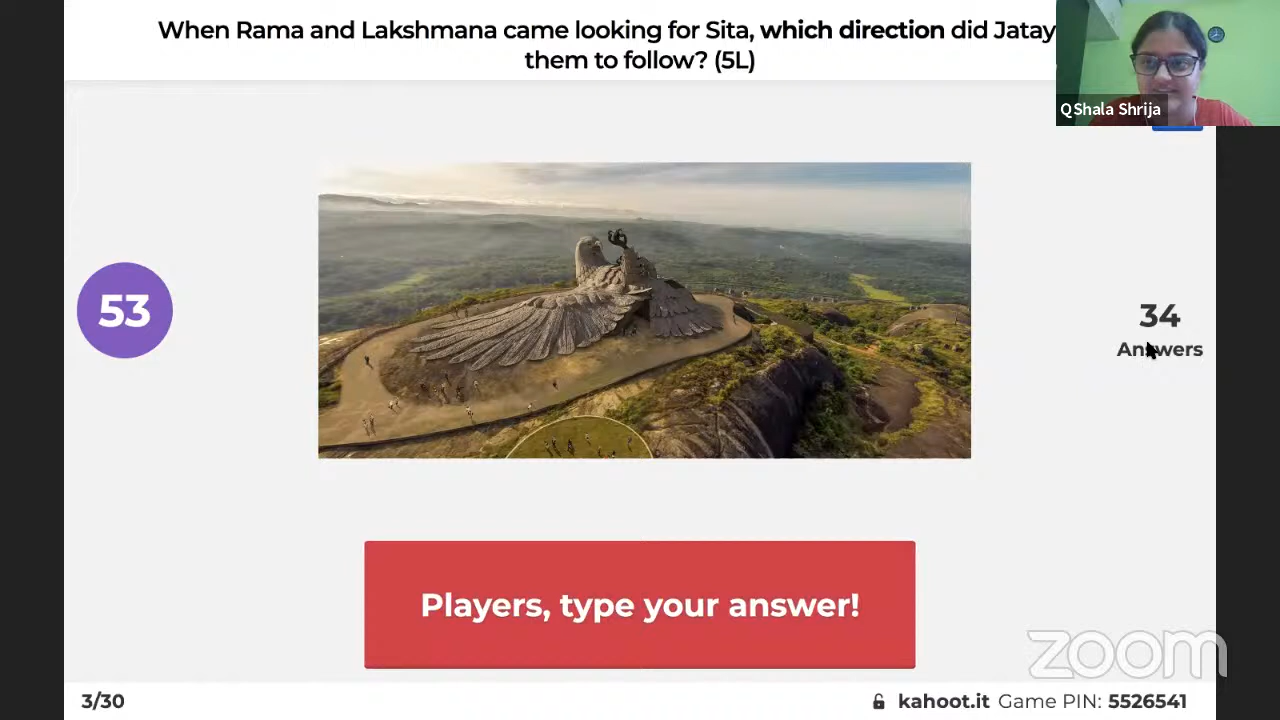 When Rama and Lakshmana came looking for Sita, which direction did Jatay
them to follow? (5L)
QShala Shrija
53
34
Answers
Players, type your answer!
zoom
3/30
kahoot.it Game PIN: 5526541